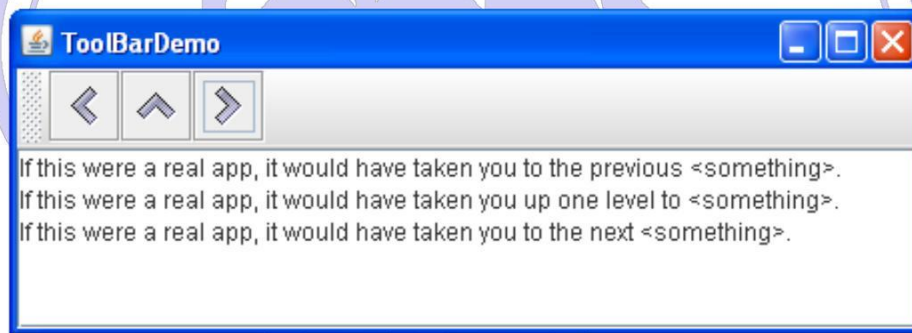 ToolBarDemo
If this were a real app, it would have taken you to the previous <something>.
If this were a real app, it would have taken you up one level to <something>.
If this were a real app, it would have taken you to the next <something>.